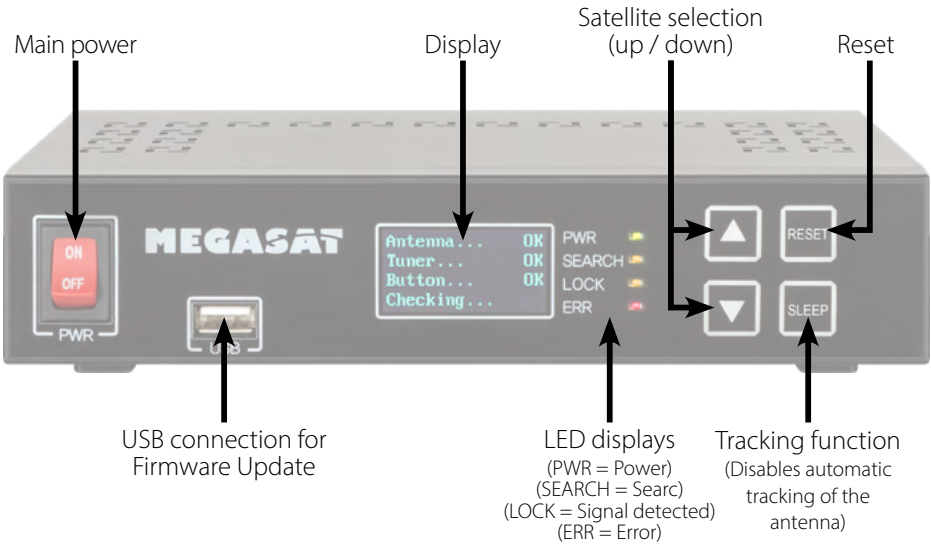 Satellite selection
(up / down)
Main power
Display
Reset
MEGASAT
ON
OFF
PWR
USB
Antenna... OK
Tuner... OK
Button... OK
Checking...
PWR
SEARCH
LOCK
ERR
RESET
SLEEP
USB connection for
Firmware Update
LED displays
(PWR = Power)
(SEARCH = Searc)
(LOCK = Signal detected)
(ERR = Error)
Tracking function
(Disables automatic
tracking of the
antenna)